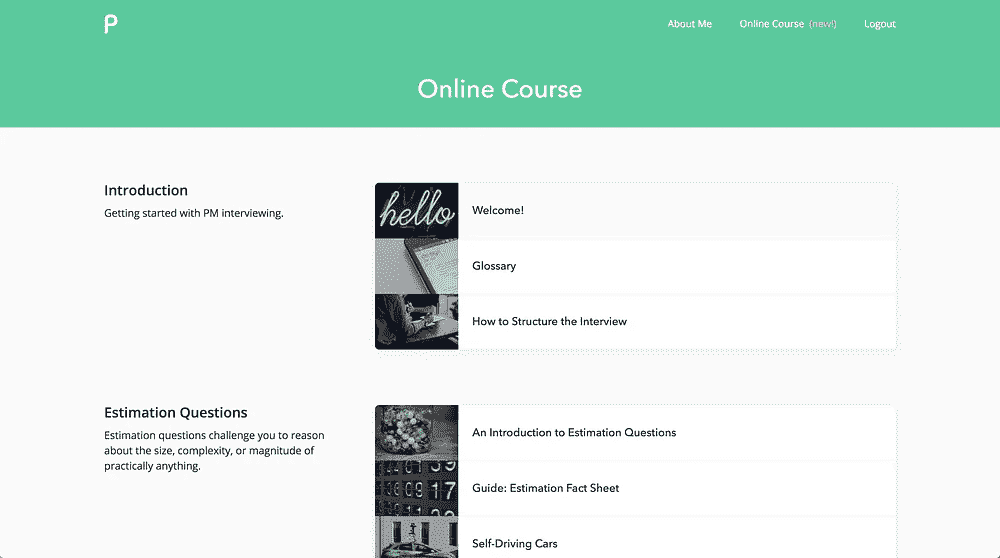 P
About Me
Online Course (new!)
Logout
Online Course
Introduction
Getting started with PM interviewing.
hello
Welcome!
Glossary
How to Structure the Interview
Estimation Questions
Estimation questions challenge you to reason
about the size, complexity, or magnitude of
practically anything.
An Introduction to Estimation Questions
Guide: Estimation Fact Sheet
Self-Driving Cars